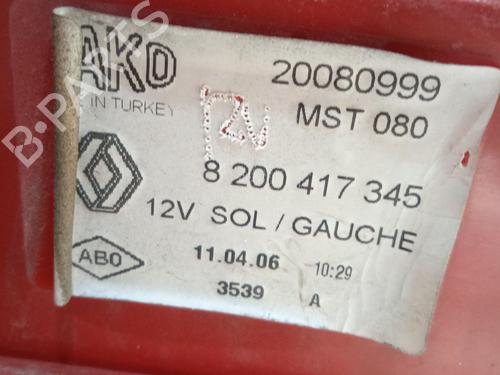 AKO
20080999
IN TURKEY
MST 080
12V
8 200 417 345
12V SOL / GAUCHE
ABO
11.04.06 10:29
3539 A
B-PARTS